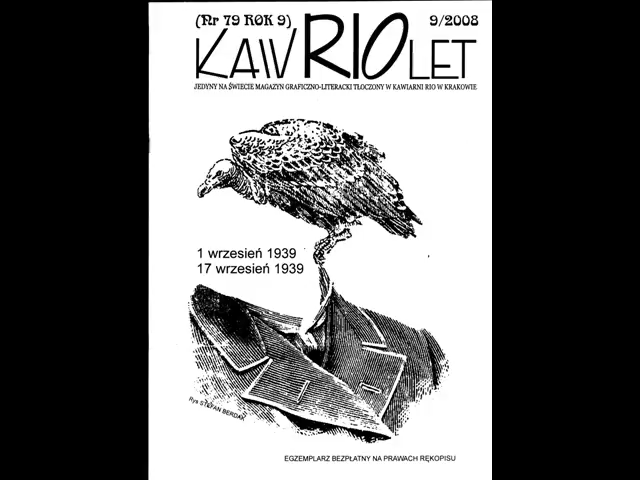 (Nr 79 ROK 9) 9/2008
KAWRIOLET
JEDYNY NA ŚWIECIE MAGAZYN GRAFICZNO-LITERACKI TŁOCZONY W KAWIARNI RIO W KRAKOWIE
1 wrzesień 1939
17 wrzesień 1939
Rys STEFAN BERDAK
EGZEMPLARZ BEZPŁATNY NA PRAWACH RĘKOPISU